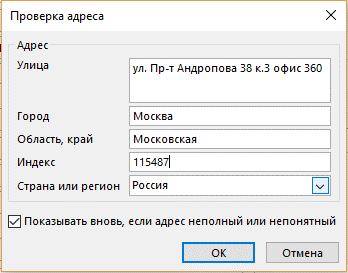 Проверка адреса
Адрес
Улица
ул. Пр-т Андропова 38 к.3 офис 360
Город
Москва
Область, край
Московская
Индекс
115487
Страна или регион
Россия
Показывать вновь, если адрес неполный или непонятный
ОК
Отмена